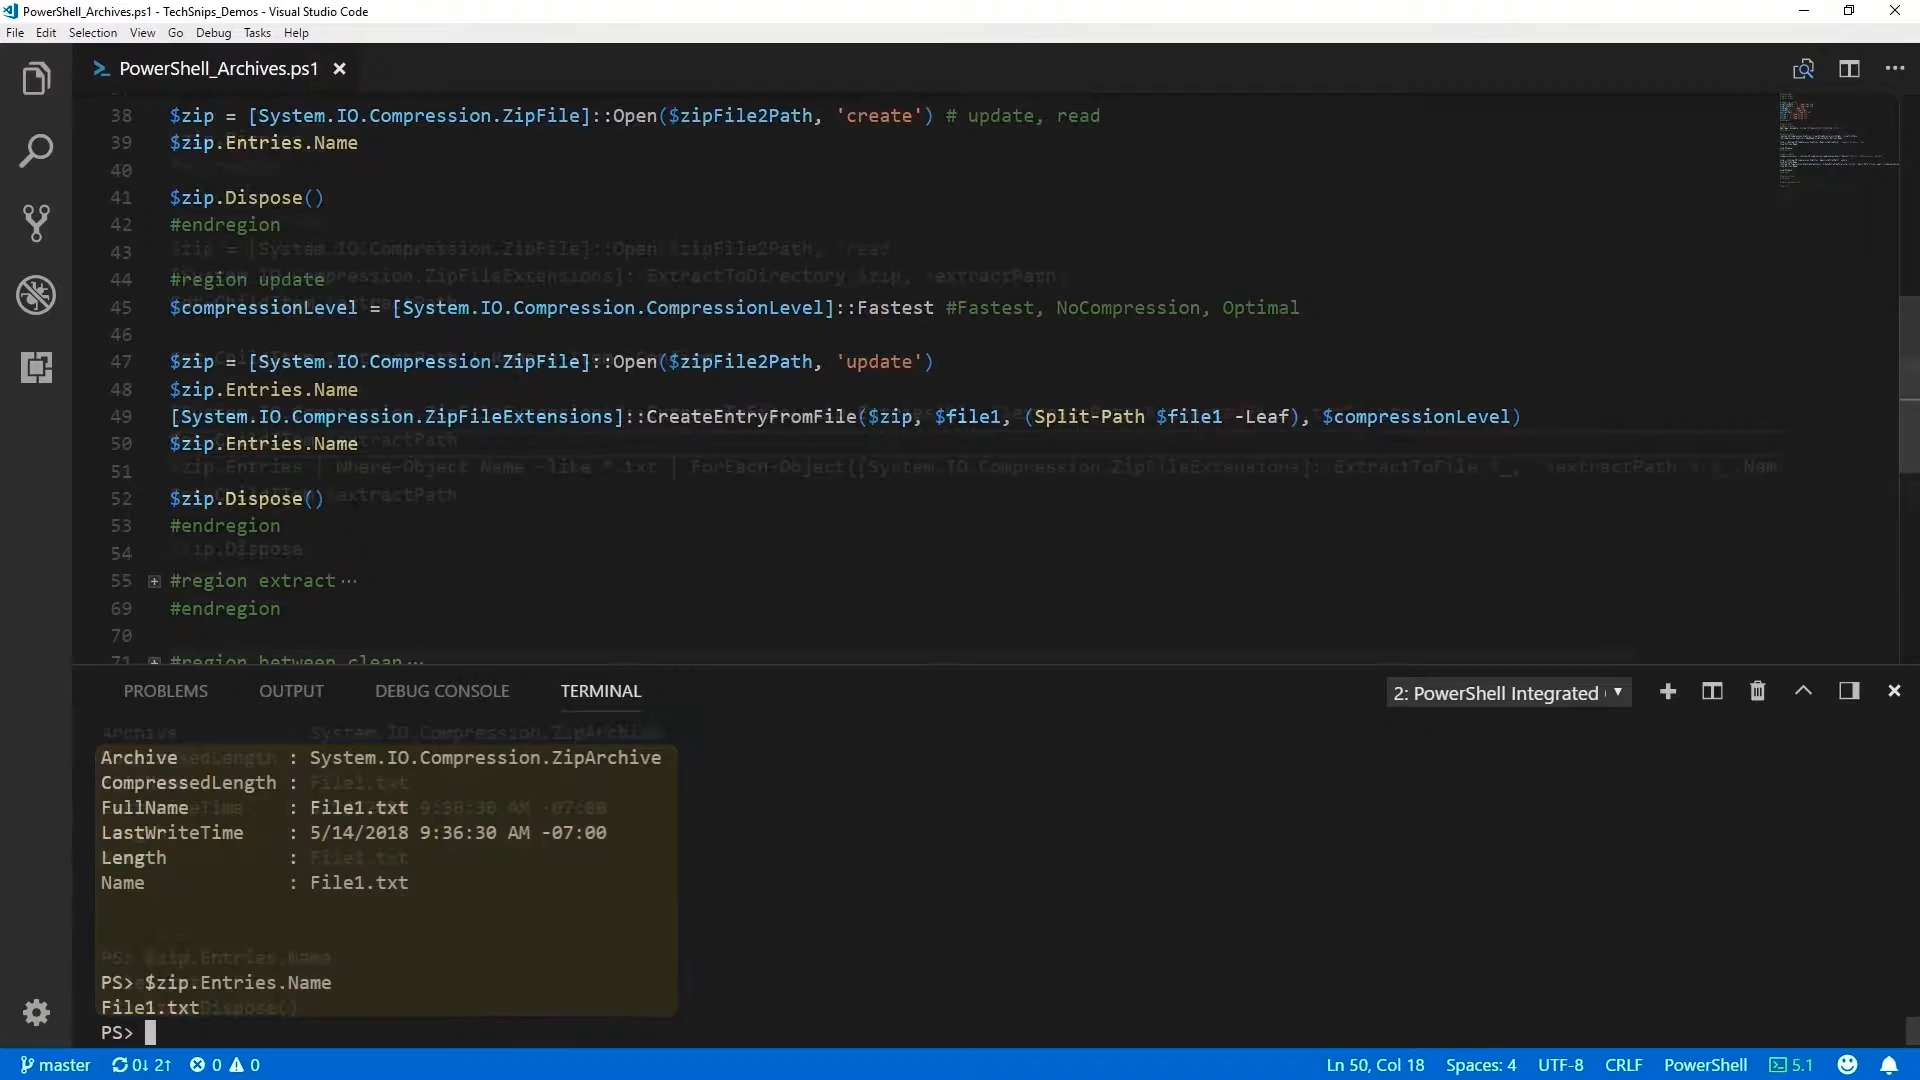 PowerShell_Archives.ps1 - TechSnips_Demos - Visual Studio Code
File Edit Selection View Go Debug Tasks Help
PowerShell_Archives.ps1
38 $zip = [System.IO.Compression.ZipFile]::Open($zipFile2Path, 'create') # update, read
39 $zip.Entries.Name
40
41 $zip.Dispose()
42 #endregion
43
44 #region update
45 $compressionLevel = [System.IO.Compression.CompressionLevel]::Fastest #Fastest, NoCompression, Optimal
46
47 $zip = [System.IO.Compression.ZipFile]::Open($zipFile2Path, 'update')
48 $zip.Entries.Name
49 [System.IO.Compression.ZipFileExtensions]::CreateEntryFromFile($zip, $file1, (Split-Path $file1 -Leaf), $compressionLevel)
50 $zip.Entries.Name
51
52 $zip.Dispose()
53 #endregion
54
55 #region extract ...
69 #endregion
70
71 #region between clean ...
PROBLEMS OUTPUT DEBUG CONSOLE TERMINAL 2: PowerShell Integrated
Archive : System.IO.Compression.ZipArchive
CompressedLength :
FullName : File1.txt
LastWriteTime : 5/14/2018 9:36:30 AM -07:00
Length :
Name : File1.txt
PS> $zip.Entries.Name
File1.txt
PS>
master 0↓ 2↑ 0 0 Ln 50, Col 18 Spaces: 4 UTF-8 CRLF PowerShell 5.1